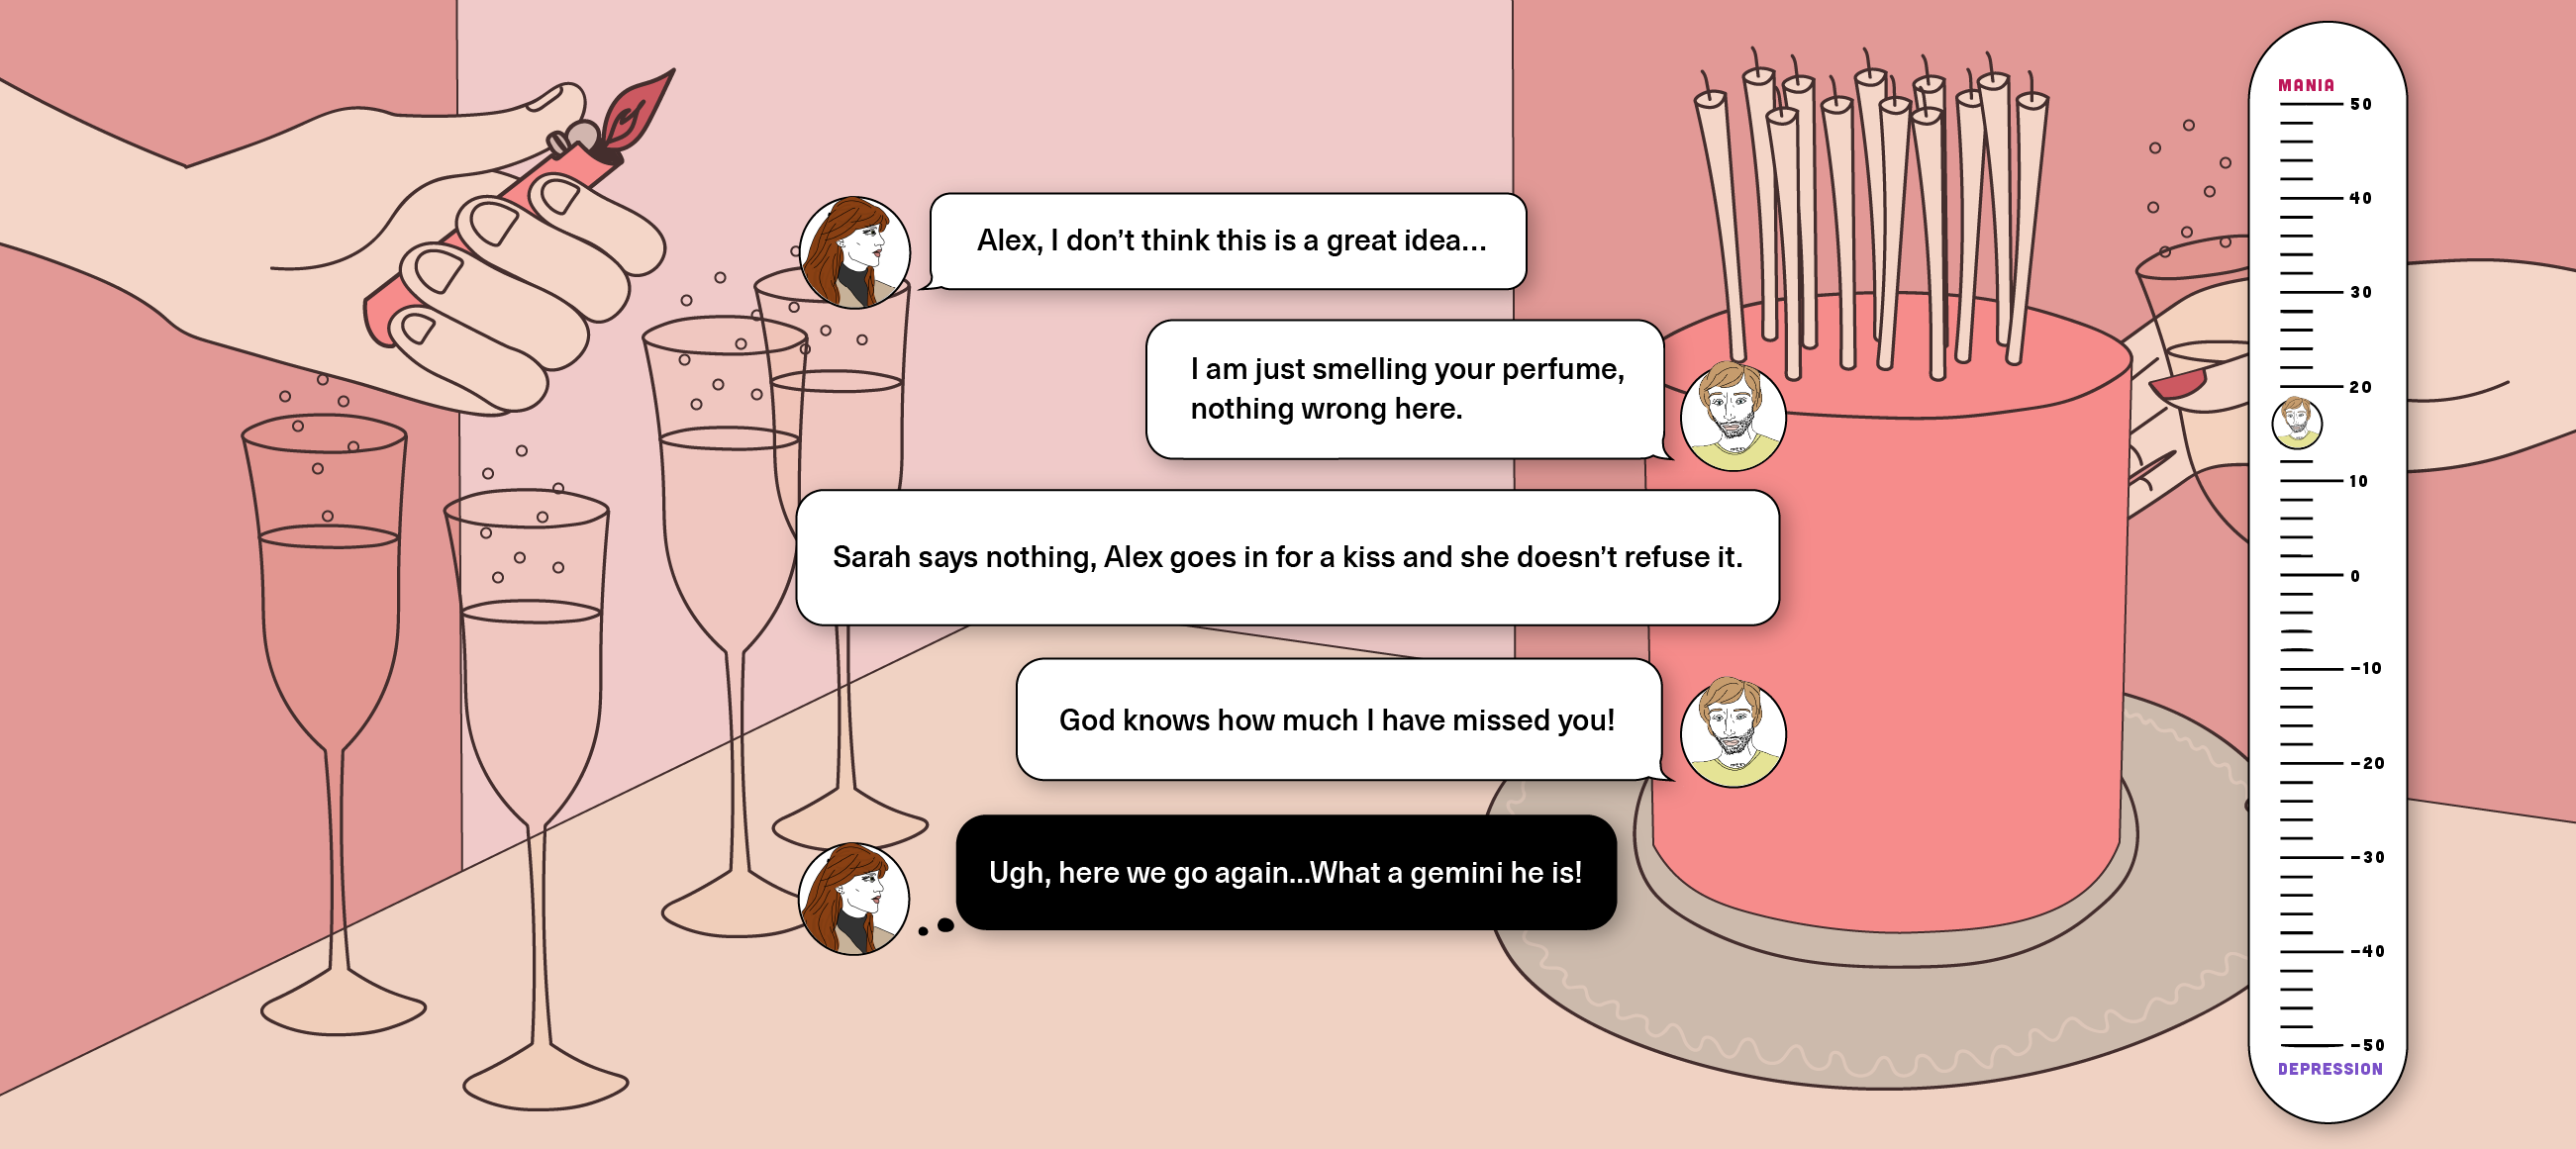 Alex, I don't think this is a great idea...
I am just smelling your perfume,
nothing wrong here.
Sarah says nothing, Alex goes in for a kiss and she doesn't refuse it.
God knows how much I have missed you!
Ugh, here we go again...What a gemini he is!
MANIA
50
40
30
20
10
0
-10
-20
-30
-40
-50
DEPRESSION